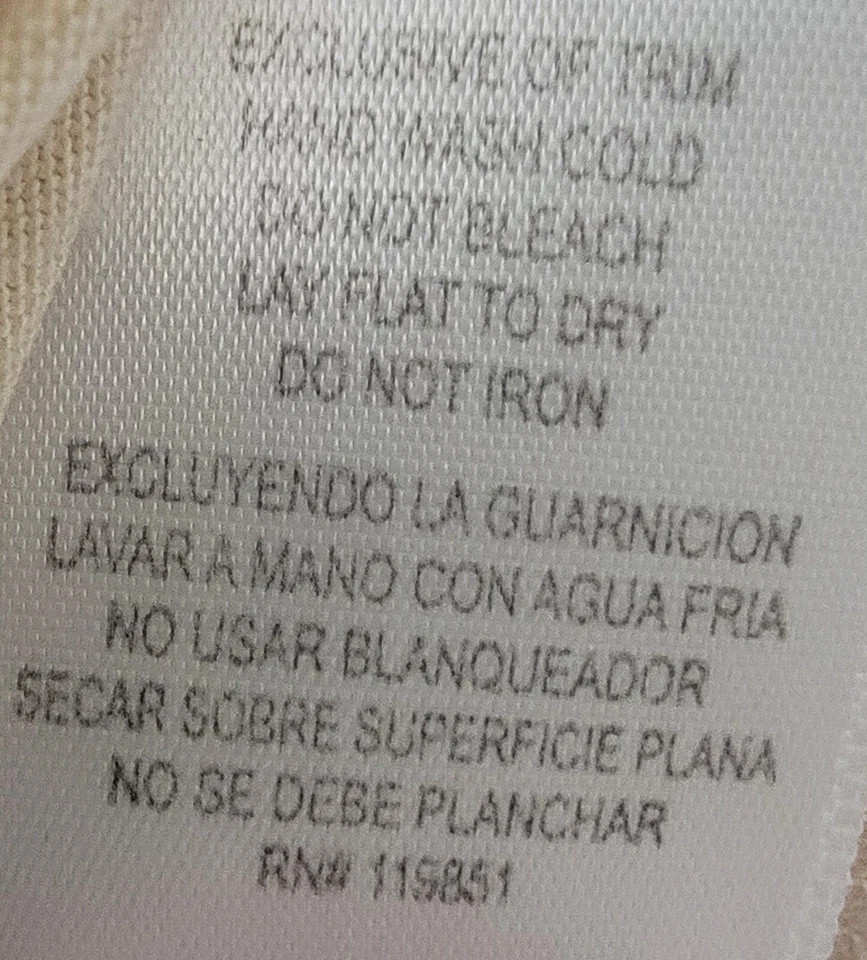 EXCLUSIVE OF TRIM
HAND WASH COLD
DO NOT BLEACH
LAY FLAT TO DRY
DO NOT IRON
EXCLUYENDO LA GUARNICION
LAVAR A MANO CON AGUA FRIA
NO USAR BLANQUEADOR
SECAR SOBRE SUPERFICIE PLANA
NO SE DEBE PLANCHAR
RN#